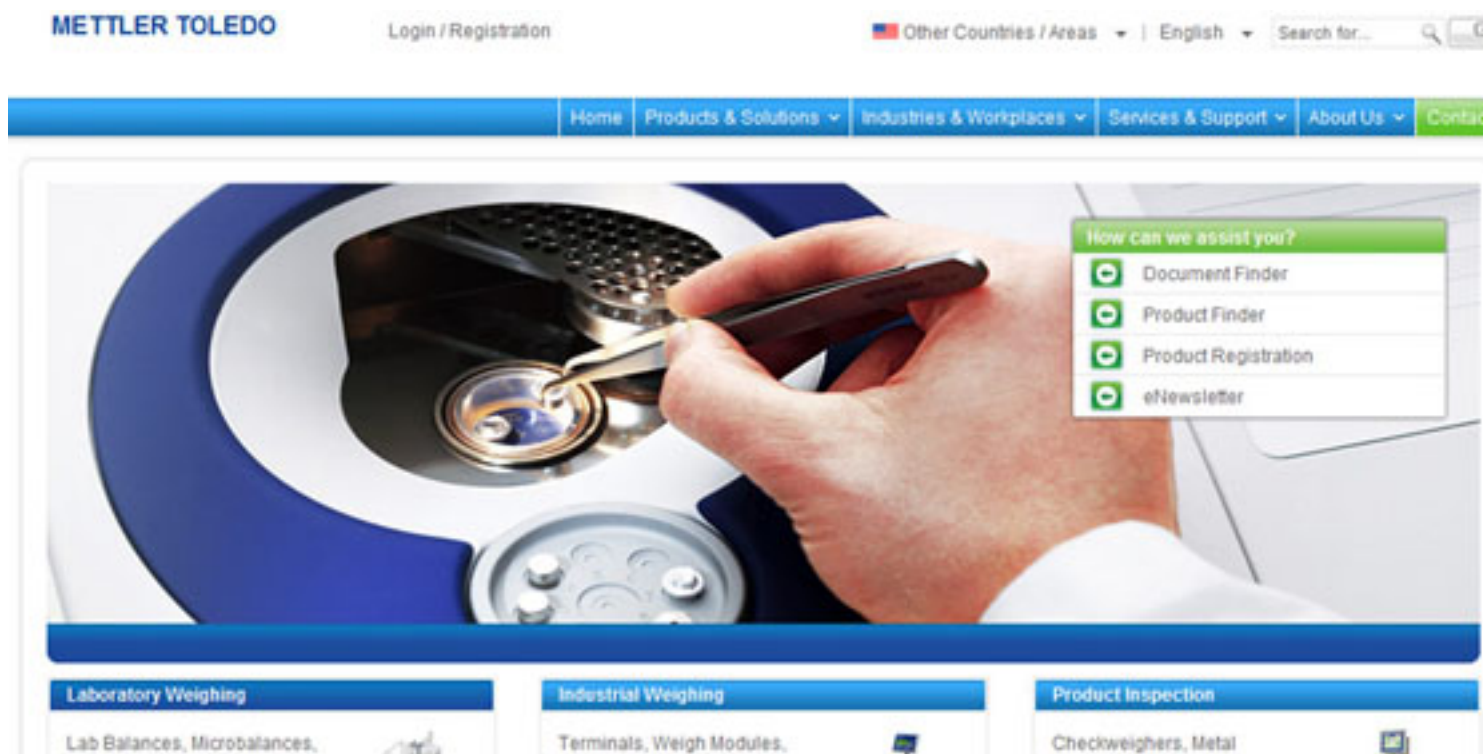 METTLER TOLEDO
Login / Registration
Other Countries / Areas | English
Search for...
Home
Products & Solutions
Industries & Workplaces
Services & Support
About Us
How can we assist you?
Document Finder
Product Finder
Product Registration
eNewsletter
Laboratory Weighing
Lab Balances, Microbalances,
Industrial Weighing
Terminals, Weigh Modules,
Product Inspection
Checkweighers, Metal